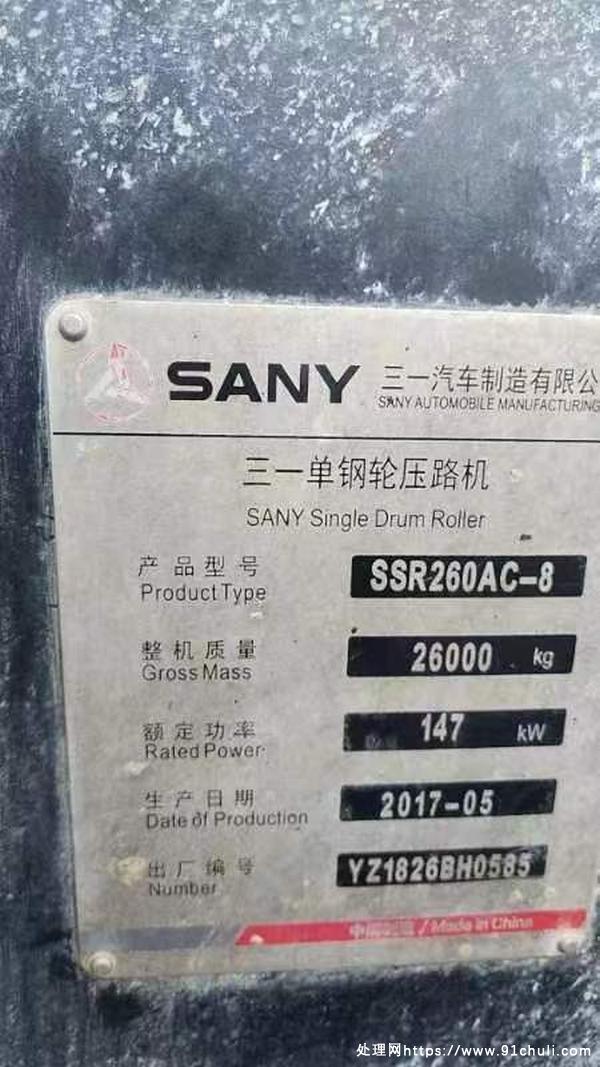 SANY 三一汽车制造有限公
SANY AUTOMOBILE MANUFACTURING
三一单钢轮压路机
SANY Single Drum Roller
产品型号 SSR260AC-8
Product Type
整机质量 26000 kg
Gross Mass
额定功率 147 kW
Rated Power
生产日期 2017-05
Date of Production
出厂编号 YZ1826BH0585
Number
中国制造 / Made in China
处理网https://www.91chuli.com